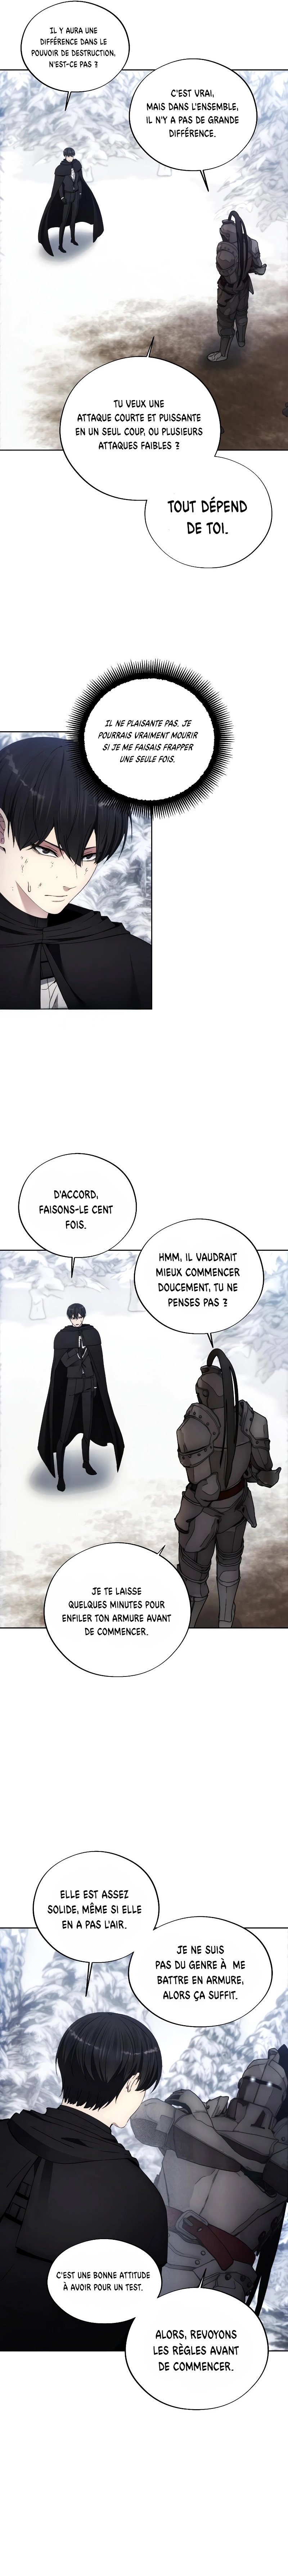 IL Y AURA UNE
DIFFÉRENCE DANS LE
POUVOIR DE DESTRUCTION,
N'EST-CE PAS ?
C'EST VRAI,
MAIS DANS L'ENSEMBLE,
IL N'Y A PAS DE GRANDE
DIFFÉRENCE.
TU VEUX UNE
ATTAQUE COURTE ET PUISSANTE
EN UN SEUL COUP, OU PLUSIEURS
ATTAQUES FAIBLES ?
TOUT DÉPEND
DE TOI.
IL NE PLAISANTE PAS. JE
POURRAIS VRAIMENT MOURIR
SI JE ME FAISAIS FRAPPER
UNE SEULE FOIS.
D'ACCORD,
FAISONS-LE CENT
FOIS.
HMM, IL VAUDRAIT
MIEUX COMMENCER
DOUCEMENT, TU NE
PENSES PAS ?
JE TE LAISSE
QUELQUES MINUTES POUR
ENFILER TON ARMURE AVANT
DE COMMENCER.
ELLE EST ASSEZ
SOLIDE, MÊME SI ELLE
EN A PAS L'AIR.
JE NE SUIS
PAS DU GENRE À ME
BATTRE EN ARMURE,
ALORS ÇA SUFFIT.
C'EST UNE BONNE ATTITUDE
À AVOIR POUR UN TEST.
ALORS, REVOYONS
LES RÈGLES AVANT
DE COMMENCER.